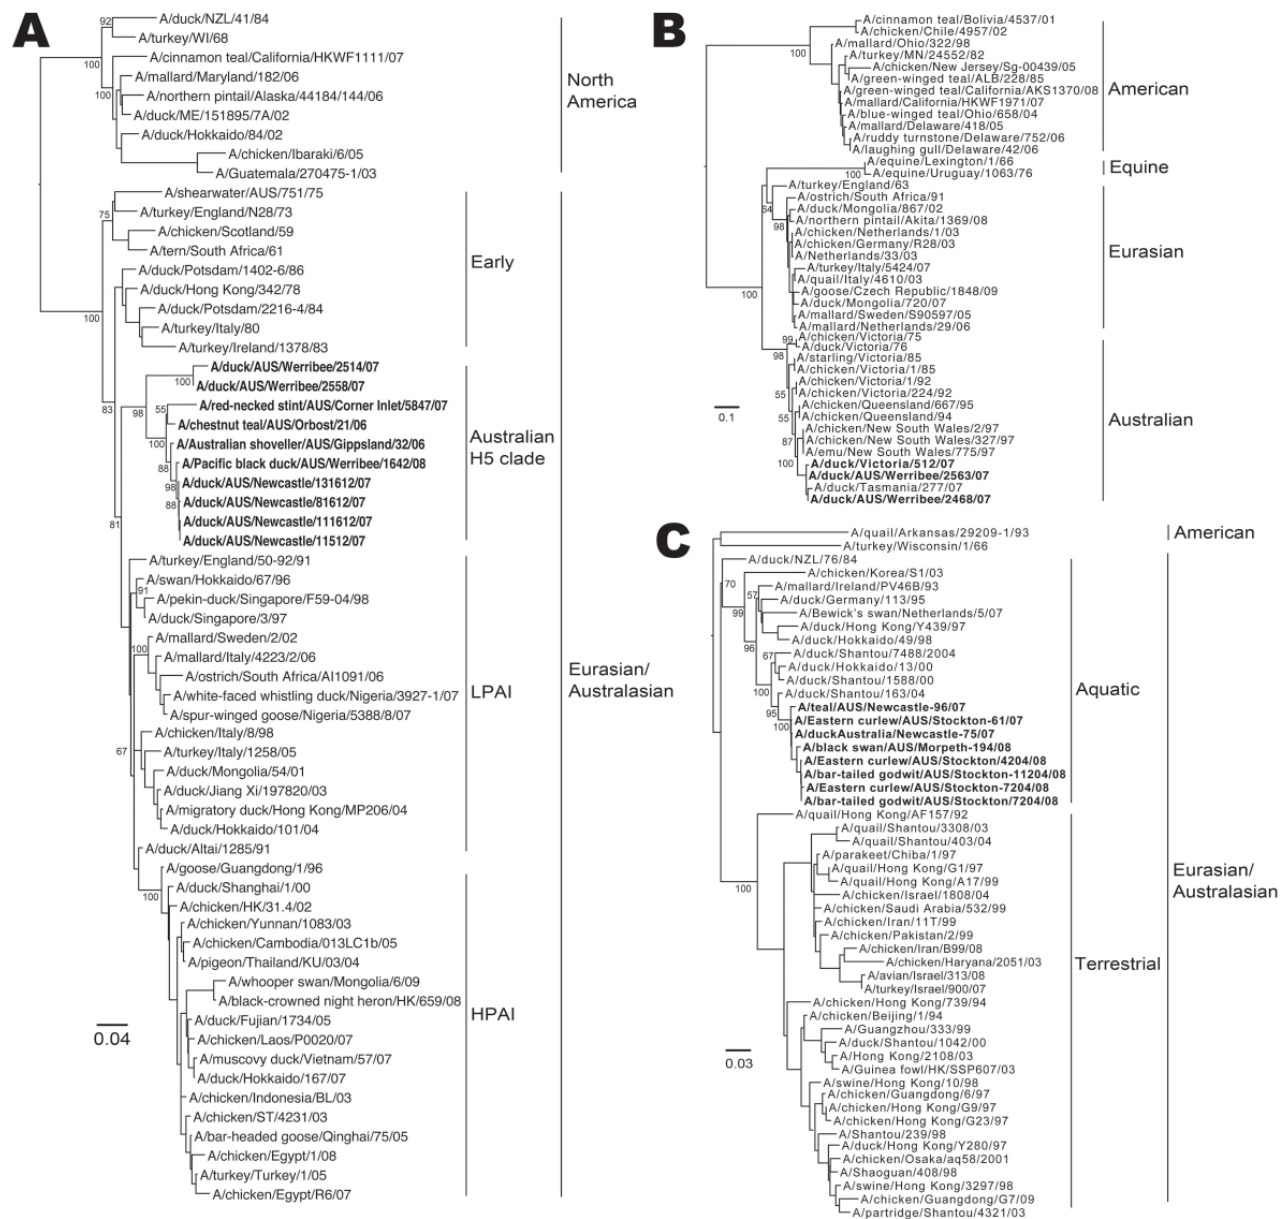 A
92
A/duck/NZL/41/84
A/turkey/WI/68
100
A/cinnamon teal/California/HKWF1111/07
A/mallard/Maryland/182/06
100
A/northern pintail/Alaska/44184/144/06
A/duck/ME/151895/7A/02
A/duck/Hokkaido/84/02
A/chicken/Ibaraki/6/05
A/Guatemala/270475-1/03
North
America
A/shearwater/AUS/751/75
75
A/turkey/England/N28/73
A/chicken/Scotland/59
A/tern/South Africa/61
A/duck/Potsdam/1402-6/86
A/duck/Hong Kong/342/78
A/duck/Potsdam/2216-4/84
100
A/turkey/Italy/80
A/turkey/Ireland/1378/83
Early
A/duck/AUS/Werribee/2514/07
100
A/duck/AUS/Werribee/2558/07
83
98
55
A/red-necked stint/AUS/Corner Inlet/5847/07
A/chestnut teal/AUS/Orbost/21/06
100
A/Australian shoveller/AUS/Gippsland/32/06
88
A/Pacific black duck/AUS/Werribee/1642/08
98
A/duck/AUS/Newcastle/131612/07
88
A/duck/AUS/Newcastle/81612/07
81
A/duck/AUS/Newcastle/111612/07
A/duck/AUS/Newcastle/11512/07
Australian
H5 clade
A/turkey/England/50-92/91
A/swan/Hokkaido/67/96
91
A/pekin-duck/Singapore/F59-04/98
A/duck/Singapore/3/97
A/mallard/Sweden/2/02
100
A/mallard/Italy/4223/2/06
A/ostrich/South Africa/AI1091/06
A/white-faced whistling duck/Nigeria/3927-1/07
A/spur-winged goose/Nigeria/5388/8/07
A/chicken/Italy/8/98
67
A/turkey/Italy/1258/05
A/duck/Mongolia/54/01
A/duck/Jiang Xi/197820/03
A/migratory duck/Hong Kong/MP206/04
A/duck/Hokkaido/101/04
A/duck/Altai/1285/91
LPAI
Eurasian/
Australasian
A/goose/Guangdong/1/96
100
A/duck/Shanghai/1/00
A/chicken/HK/31.4/02
A/chicken/Yunnan/1083/03
A/chicken/Cambodia/013LC1b/05
A/pigeon/Thailand/KU/03/04
A/whooper swan/Mongolia/6/09
A/black-crowned night heron/HK/659/08
A/duck/Fujian/1734/05
A/chicken/Laos/P0020/07
A/muscovy duck/Vietnam/57/07
A/duck/Hokkaido/167/07
A/chicken/Indonesia/BL/03
A/chicken/ST/4231/03
A/bar-headed goose/Qinghai/75/05
A/chicken/Egypt/1/08
A/turkey/Turkey/1/05
A/chicken/Egypt/R6/07
HPAI
0.04
B
A/cinnamon teal/Bolivia/4537/01
A/chicken/Chile/4957/02
100
A/mallard/Ohio/322/98
A/turkey/MN/24552/82
A/chicken/New Jersey/Sg-00439/05
A/green-winged teal/ALB/228/85
A/green-winged teal/California/AKS1370/08
A/mallard/California/HKWF1971/07
A/blue-winged teal/Ohio/658/04
A/mallard/Delaware/418/05
A/ruddy turnstone/Delaware/752/06
A/laughing gull/Delaware/42/06
American
A/equine/Lexington/1/66
100
A/equine/Uruguay/1063/76
Equine
A/turkey/England/63
A/ostrich/South Africa/91
64
A/duck/Mongolia/867/02
A/northern pintail/Akita/1369/08
98
A/chicken/Netherlands/1/03
A/chicken/Germany/R28/03
A/Netherlands/33/03
A/turkey/Italy/5424/07
A/quail/Italy/4610/03
A/goose/Czech Republic/1848/09
100
A/duck/Mongolia/720/07
A/mallard/Sweden/S90597/05
A/mallard/Netherlands/29/06
Eurasian
99
A/chicken/Victoria/75
A/duck/Victoria/76
98
A/starling/Victoria/85
A/chicken/Victoria/1/85
A/chicken/Victoria/1/92
55
A/chicken/Victoria/224/92
A/chicken/Queensland/667/95
55
A/chicken/Queensland/94
A/chicken/New South Wales/2/97
87
A/chicken/New South Wales/327/97
A/emu/New South Wales/775/97
100
A/duck/Victoria/512/07
A/duck/AUS/Werribee/2563/07
A/duck/Tasmania/277/07
A/duck/AUS/Werribee/2468/07
Australian
0.1
C
A/quail/Arkansas/29209-1/93
A/turkey/Wisconsin/1/66
American
A/duck/NZL/76/84
70
A/chicken/Korea/S1/03
A/mallard/Ireland/PV46B/93
57
A/duck/Germany/113/95
99
A/Bewick's swan/Netherlands/5/07
A/duck/Hong Kong/Y439/97
A/duck/Hokkaido/49/98
96
67
A/duck/Shantou/7488/2004
A/duck/Hokkaido/13/00
A/duck/Shantou/1588/00
100
A/duck/Shantou/163/04
95
A/teal/AUS/Newcastle-96/07
A/Eastern curlew/AUS/Stockton-61/07
100
A/duckAustralia/Newcastle-75/07
A/black swan/AUS/Morpeth-194/08
A/Eastern curlew/AUS/Stockton/4204/08
A/bar-tailed godwit/AUS/Stockton-11204/08
A/Eastern curlew/AUS/Stockton-7204/08
A/bar-tailed godwit/AUS/Stockton/7204/08
Aquatic
A/quail/Hong Kong/AF157/92
A/quail/Shantou/3308/03
A/quail/Shantou/403/04
A/parakeet/Chiba/1/97
A/quail/Hong Kong/G1/97
A/quail/Hong Kong/A17/99
100
A/chicken/Israel/1808/04
A/chicken/Saudi Arabia/532/99
A/chicken/Iran/11T/99
A/chicken/Pakistan/2/99
A/chicken/Iran/B99/08
A/chicken/Haryana/2051/03
A/avian/Israel/313/08
A/turkey/Israel/900/07
A/chicken/Hong Kong/739/94
A/chicken/Beijing/1/94
A/Guangzhou/333/99
A/duck/Shantou/1042/00
A/Hong Kong/2108/03
A/Guinea fowl/HK/SSP607/03
A/swine/Hong Kong/10/98
A/chicken/Guangdong/6/97
A/chicken/Hong Kong/G9/97
A/chicken/Hong Kong/G23/97
A/Shantou/239/98
A/duck/Hong Kong/Y280/97
A/chicken/Osaka/aq58/2001
A/Shaoguan/408/98
A/swine/Hong Kong/3297/98
A/chicken/Guangdong/G7/09
A/partridge/Shantou/4321/03
Terrestrial
Eurasian/
Australasian
0.03